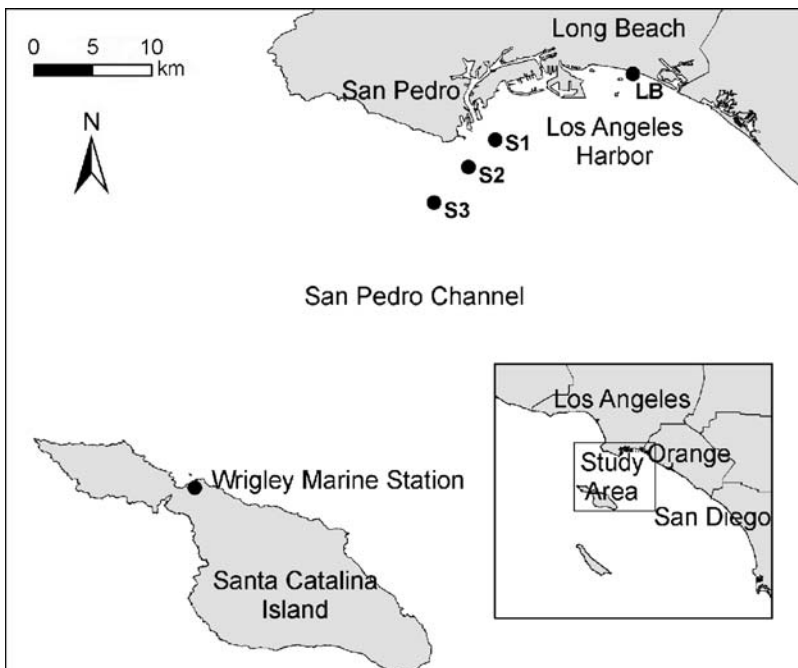 0 5 10
km
N
Long Beach
San Pedro
LB
Los Angeles
Harbor
S1
S2
S3
San Pedro Channel
Wrigley Marine Station
Santa Catalina
Island
Los Angeles
Orange
Study
Area
San Diego